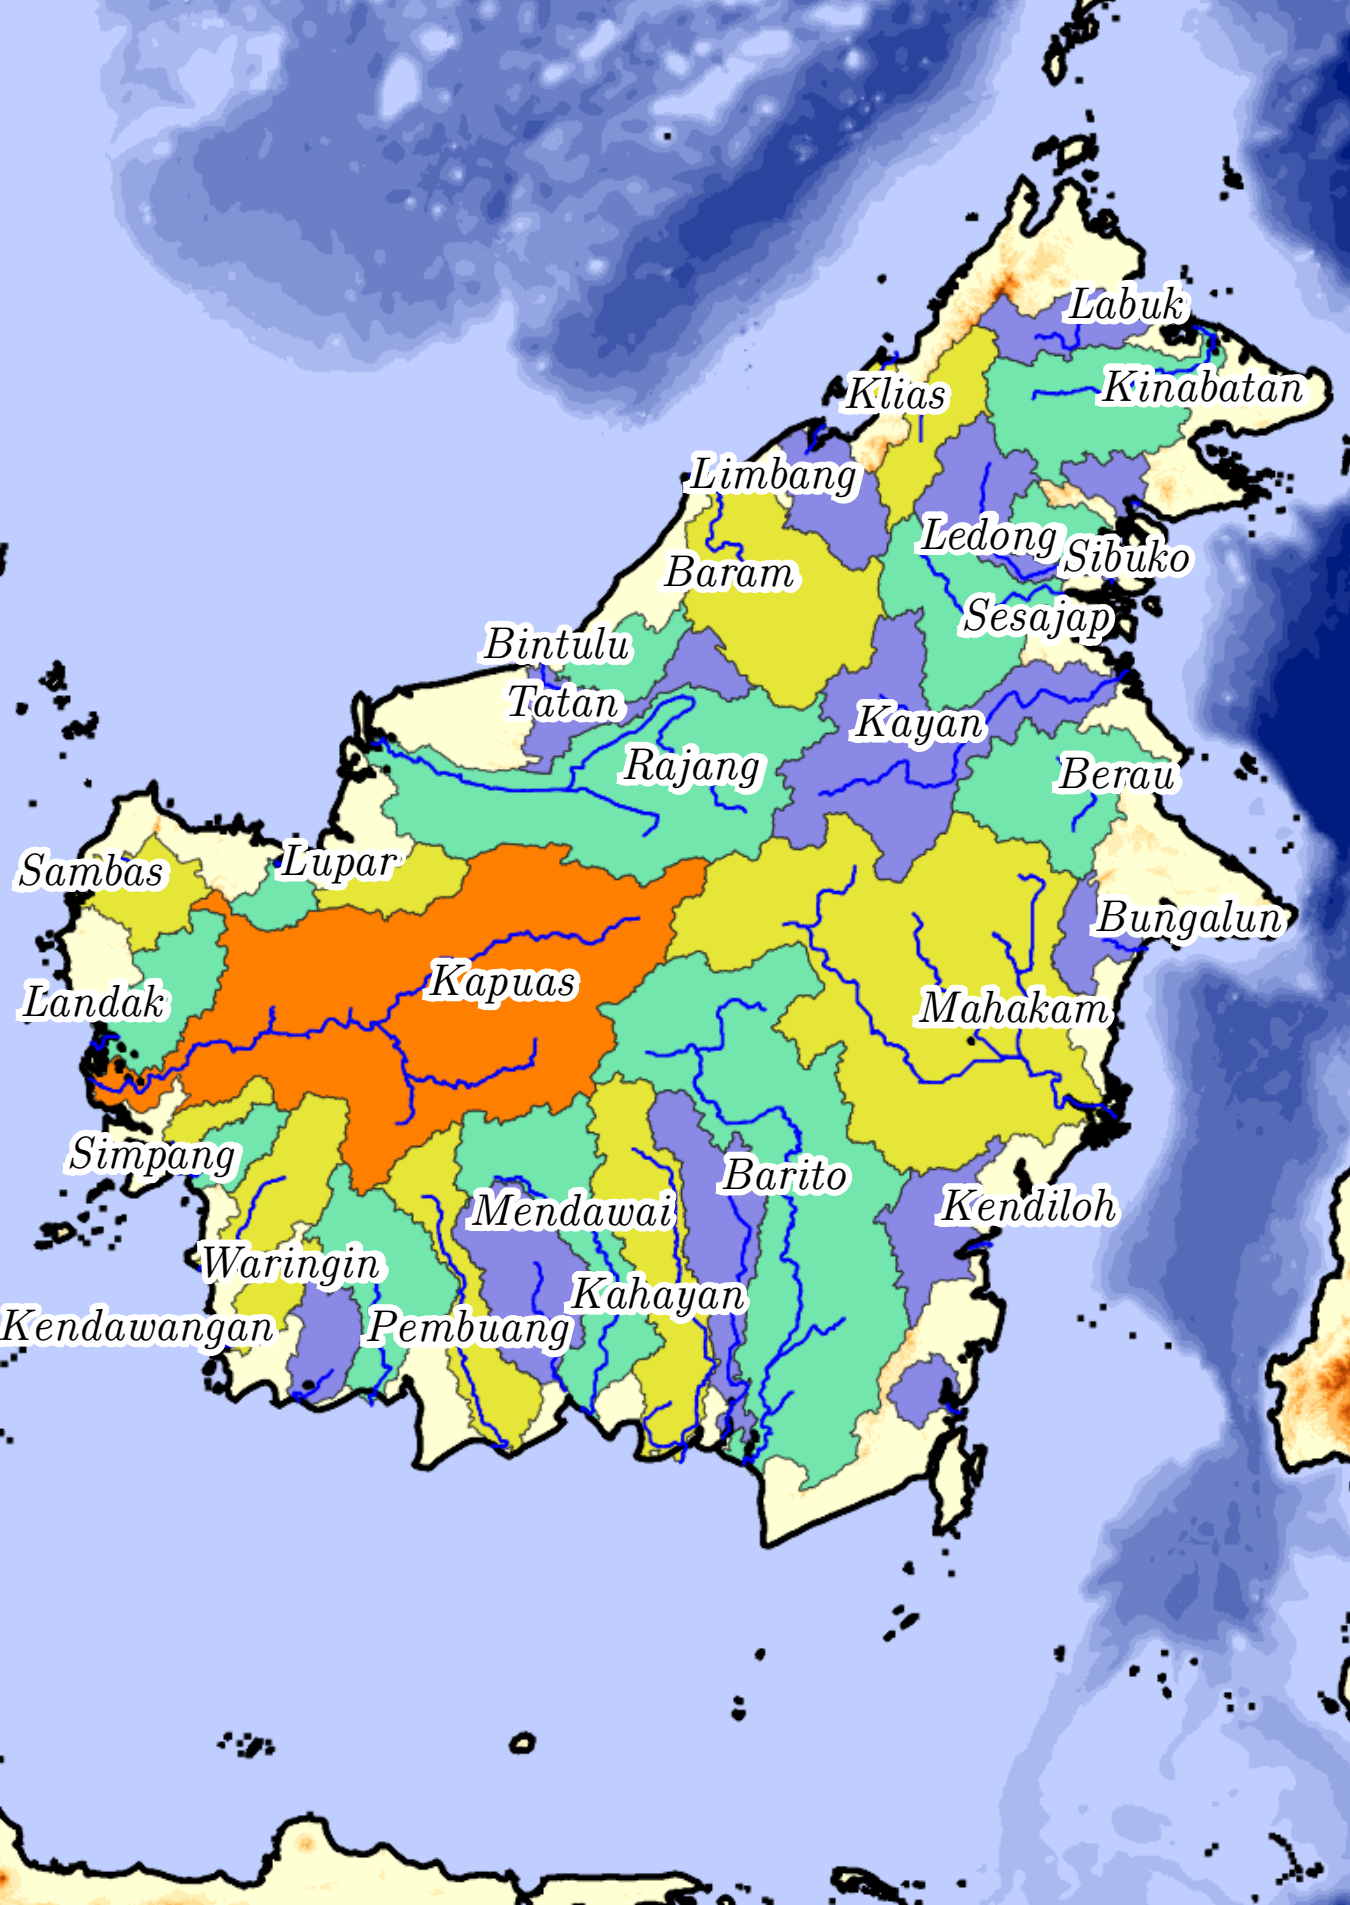 Labuk
Kinabatan
Klias
Limbang
Ledong
Sibuko
Baram
Sesajap
Bintulu
Tatan
Kayan
Rajang
Berau
Lupar
Sambas
Bungalun
Kapuas
Landak
Mahakam
Simpang
Barito
Mendawai
Kendiloh
Waringin
Kahayan
Kendawangan
Pembuang